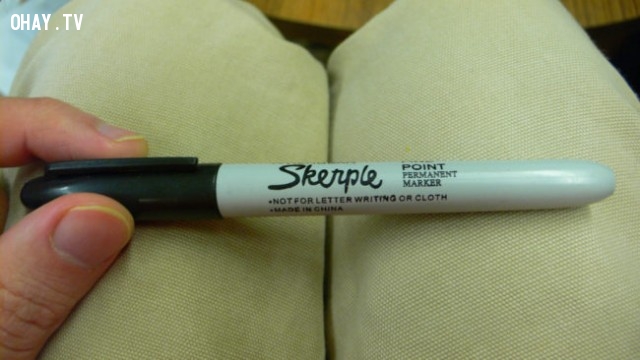 OHAY.TV
Skerple
POINT
PERMANENT
MARKER
•NOT FOR LETTER WRITING OR CLOTH
•MADE IN CHINA